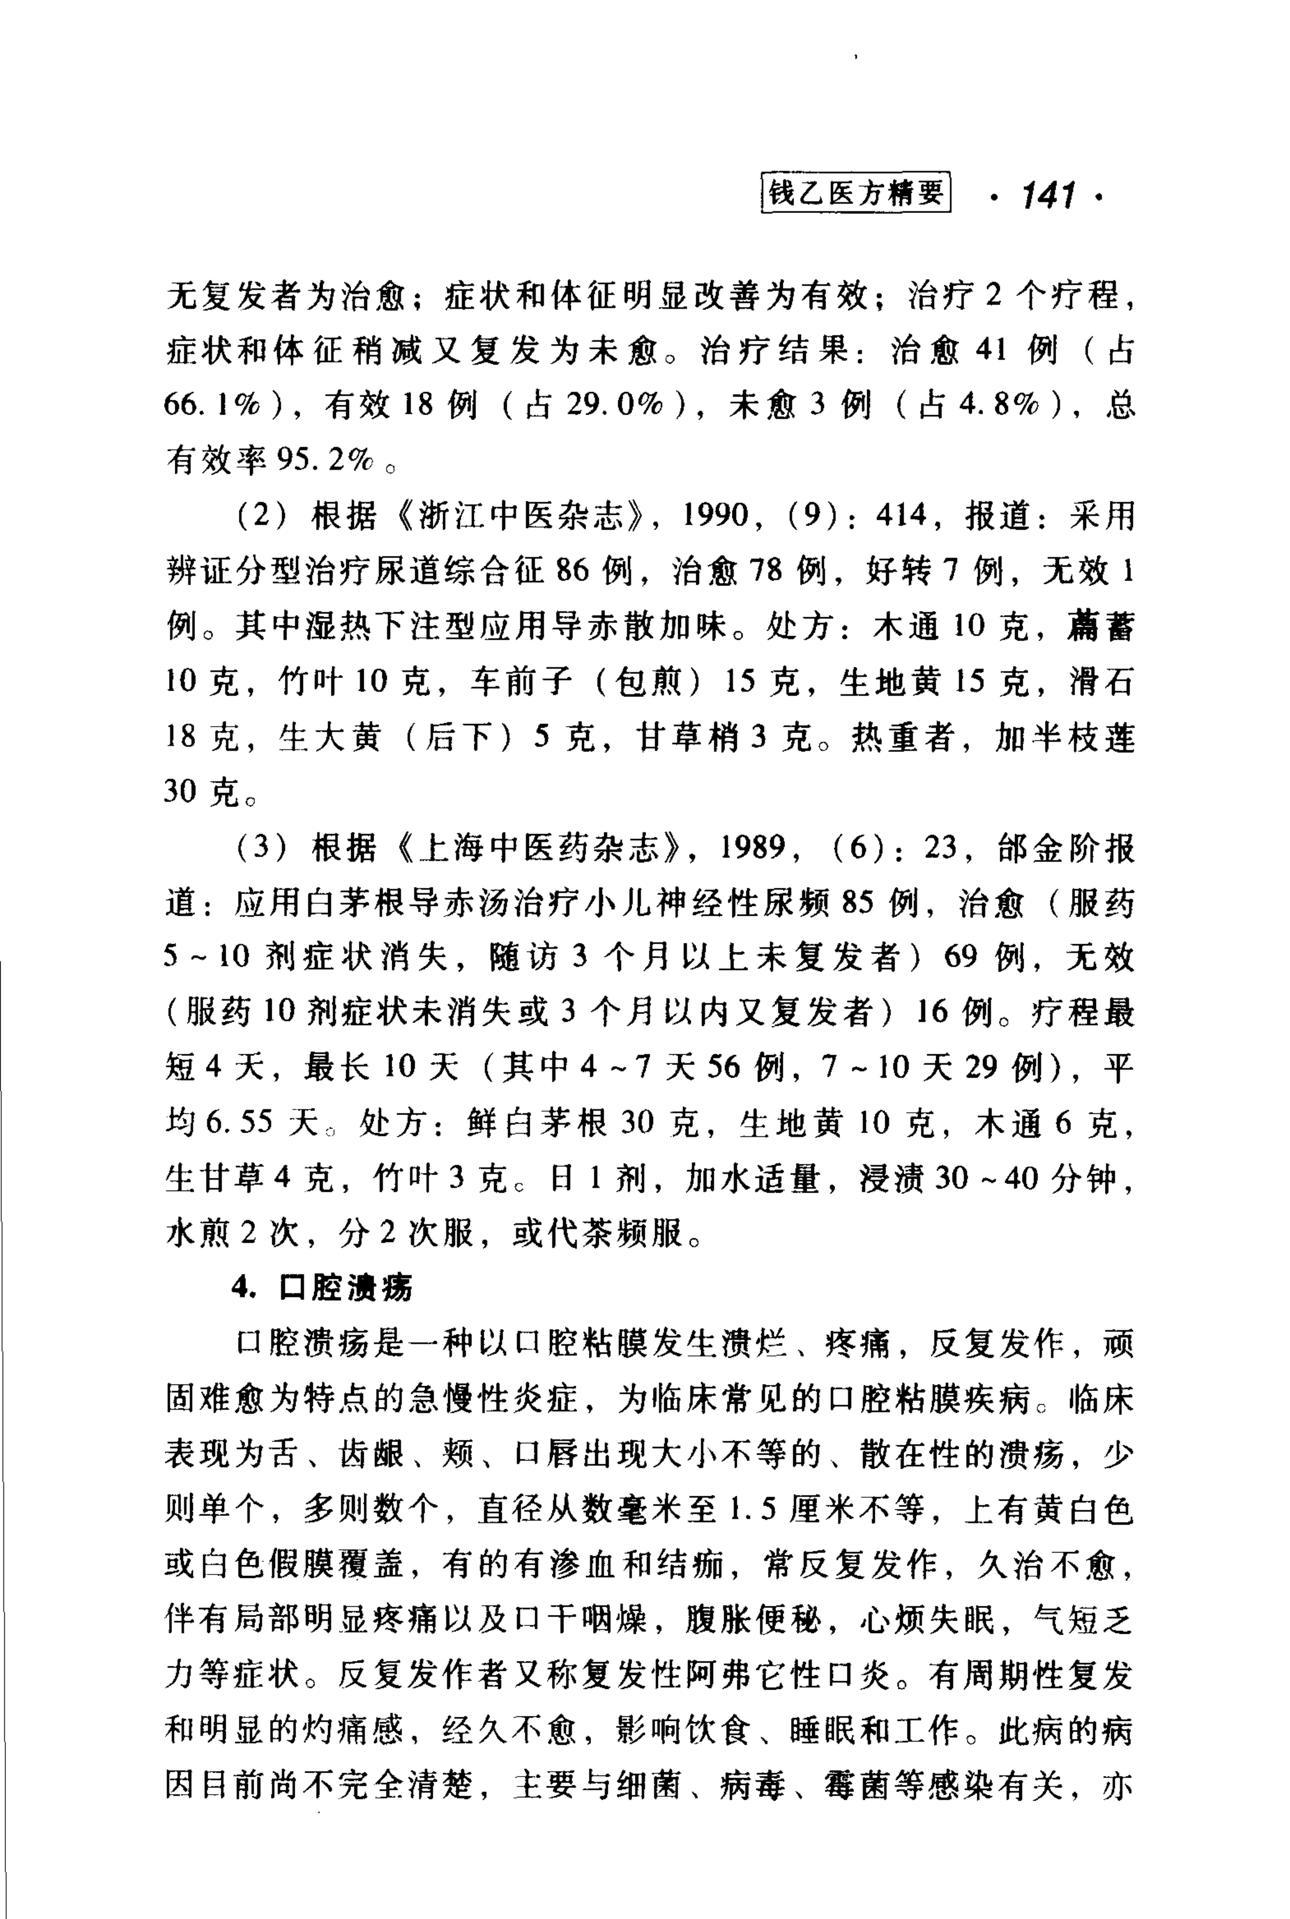 钱乙医方精要 · 141 ·
无复发者为治愈；症状和体征明显改善为有效；治疗 2 个疗程，
症状和体征稍减又复发为未愈。治疗结果：治愈 41 例（占
66.1%），有效 18 例（占 29.0%），未愈 3 例（占 4.8%），总
有效率 95.2%。
（2）根据《浙江中医杂志》，1990，（9）：414，报道：采用
辨证分型治疗尿道综合征 86 例，治愈 78 例，好转 7 例，无效 1
例。其中湿热下注型应用导赤散加味。处方：木通 10 克，萹蓄
10 克，竹叶 10 克，车前子（包煎）15 克，生地黄 15 克，滑石
18 克，生大黄（后下）5 克，甘草梢 3 克。热重者，加半枝莲
30 克。
（3）根据《上海中医药杂志》，1989，（6）：23，邰金阶报
道：应用白茅根导赤汤治疗小儿神经性尿频 85 例，治愈（服药
5～10 剂症状消失，随访 3 个月以上未复发者）69 例，无效
（服药 10 剂症状未消失或 3 个月以内又复发者）16 例。疗程最
短 4 天，最长 10 天（其中 4～7 天 56 例，7～10 天 29 例），平
均 6.55 天。处方：鲜白茅根 30 克，生地黄 10 克，木通 6 克，
生甘草 4 克，竹叶 3 克。日 1 剂，加水适量，浸渍 30～40 分钟，
水煎 2 次，分 2 次服，或代茶频服。
4. 口腔溃疡
口腔溃疡是一种以口腔粘膜发生溃烂、疼痛，反复发作，顽
固难愈为特点的急慢性炎症，为临床常见的口腔粘膜疾病。临床
表现为舌、齿龈、颊、口唇出现大小不等的、散在性的溃疡，少
则单个，多则数个，直径从数毫米至 1.5 厘米不等，上有黄白色
或白色假膜覆盖，有的有渗血和结痂，常反复发作，久治不愈，
伴有局部明显疼痛以及口干咽燥，腹胀便秘，心烦失眠，气短乏
力等症状。反复发作者又称复发性阿弗它性口炎。有周期性复发
和明显的灼痛感，经久不愈，影响饮食、睡眠和工作。此病的病
因目前尚不完全清楚，主要与细菌、病毒、霉菌等感染有关，亦